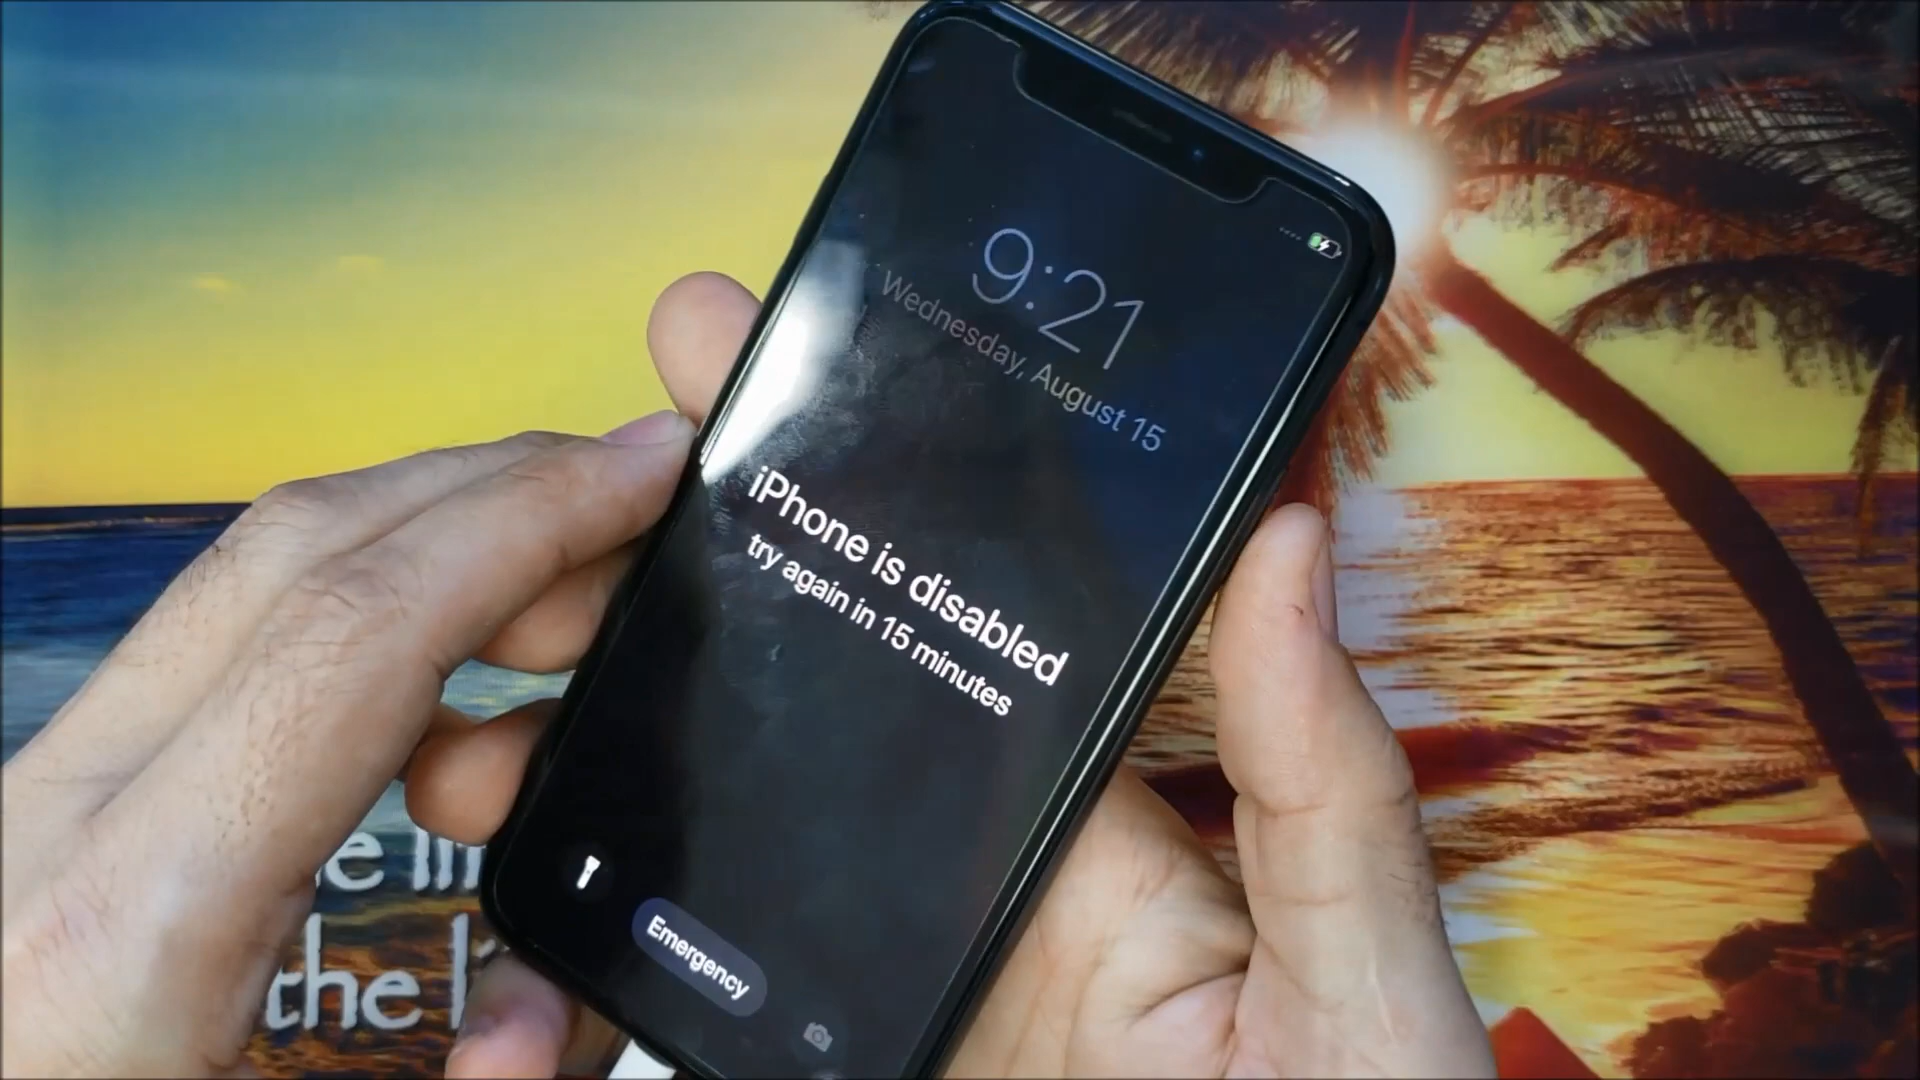 9:21
Wednesday, August 15
iPhone is disabled
try again in 15 minutes
Emergency
the